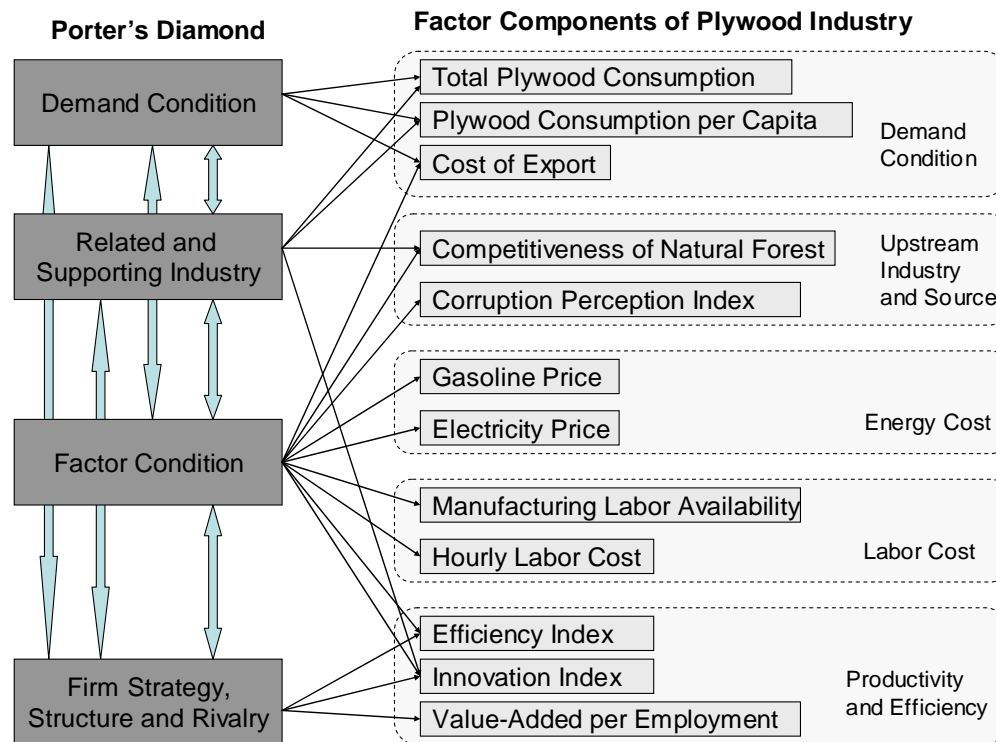 Porter's Diamond
Factor Components of Plywood Industry
Demand Condition
Related and
Supporting Industry
Factor Condition
Firm Strategy,
Structure and Rivalry
Total Plywood Consumption
Plywood Consumption per Capita
Cost of Export
Demand
Condition
Competitiveness of Natural Forest
Corruption Perception Index
Upstream
Industry
and Source
Gasoline Price
Electricity Price
Energy Cost
Manufacturing Labor Availability
Hourly Labor Cost
Labor Cost
Efficiency Index
Innovation Index
Value-Added per Employment
Productivity
and Efficiency